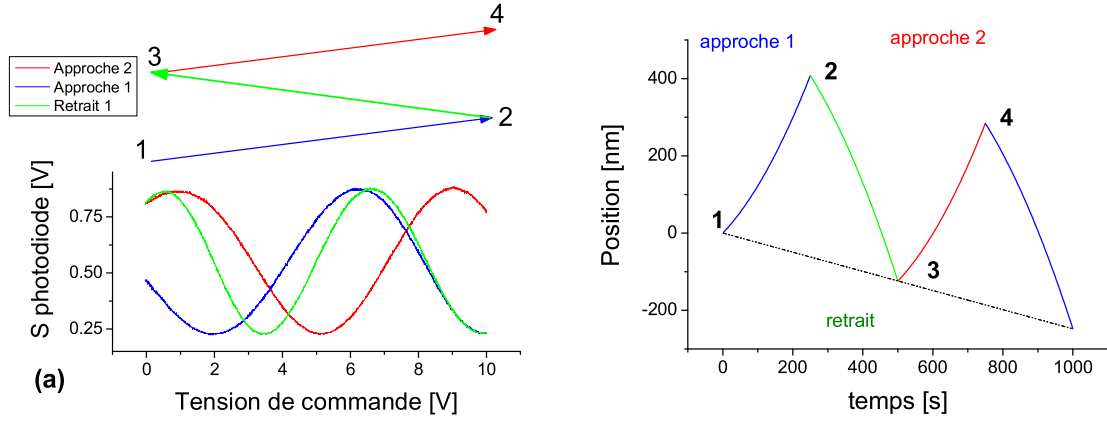 4
3
Approche 2
Approche 1
Retrait 1
2
1
S photodiode [V]
0.75
0.50
0.25
0 2 4 6 8 10
Tension de commande [V]
(a)
approche 1
approche 2
Position [nm]
400
200
0
-200
1
2
3
4
retrait
0 200 400 600 800 1000
temps [s]